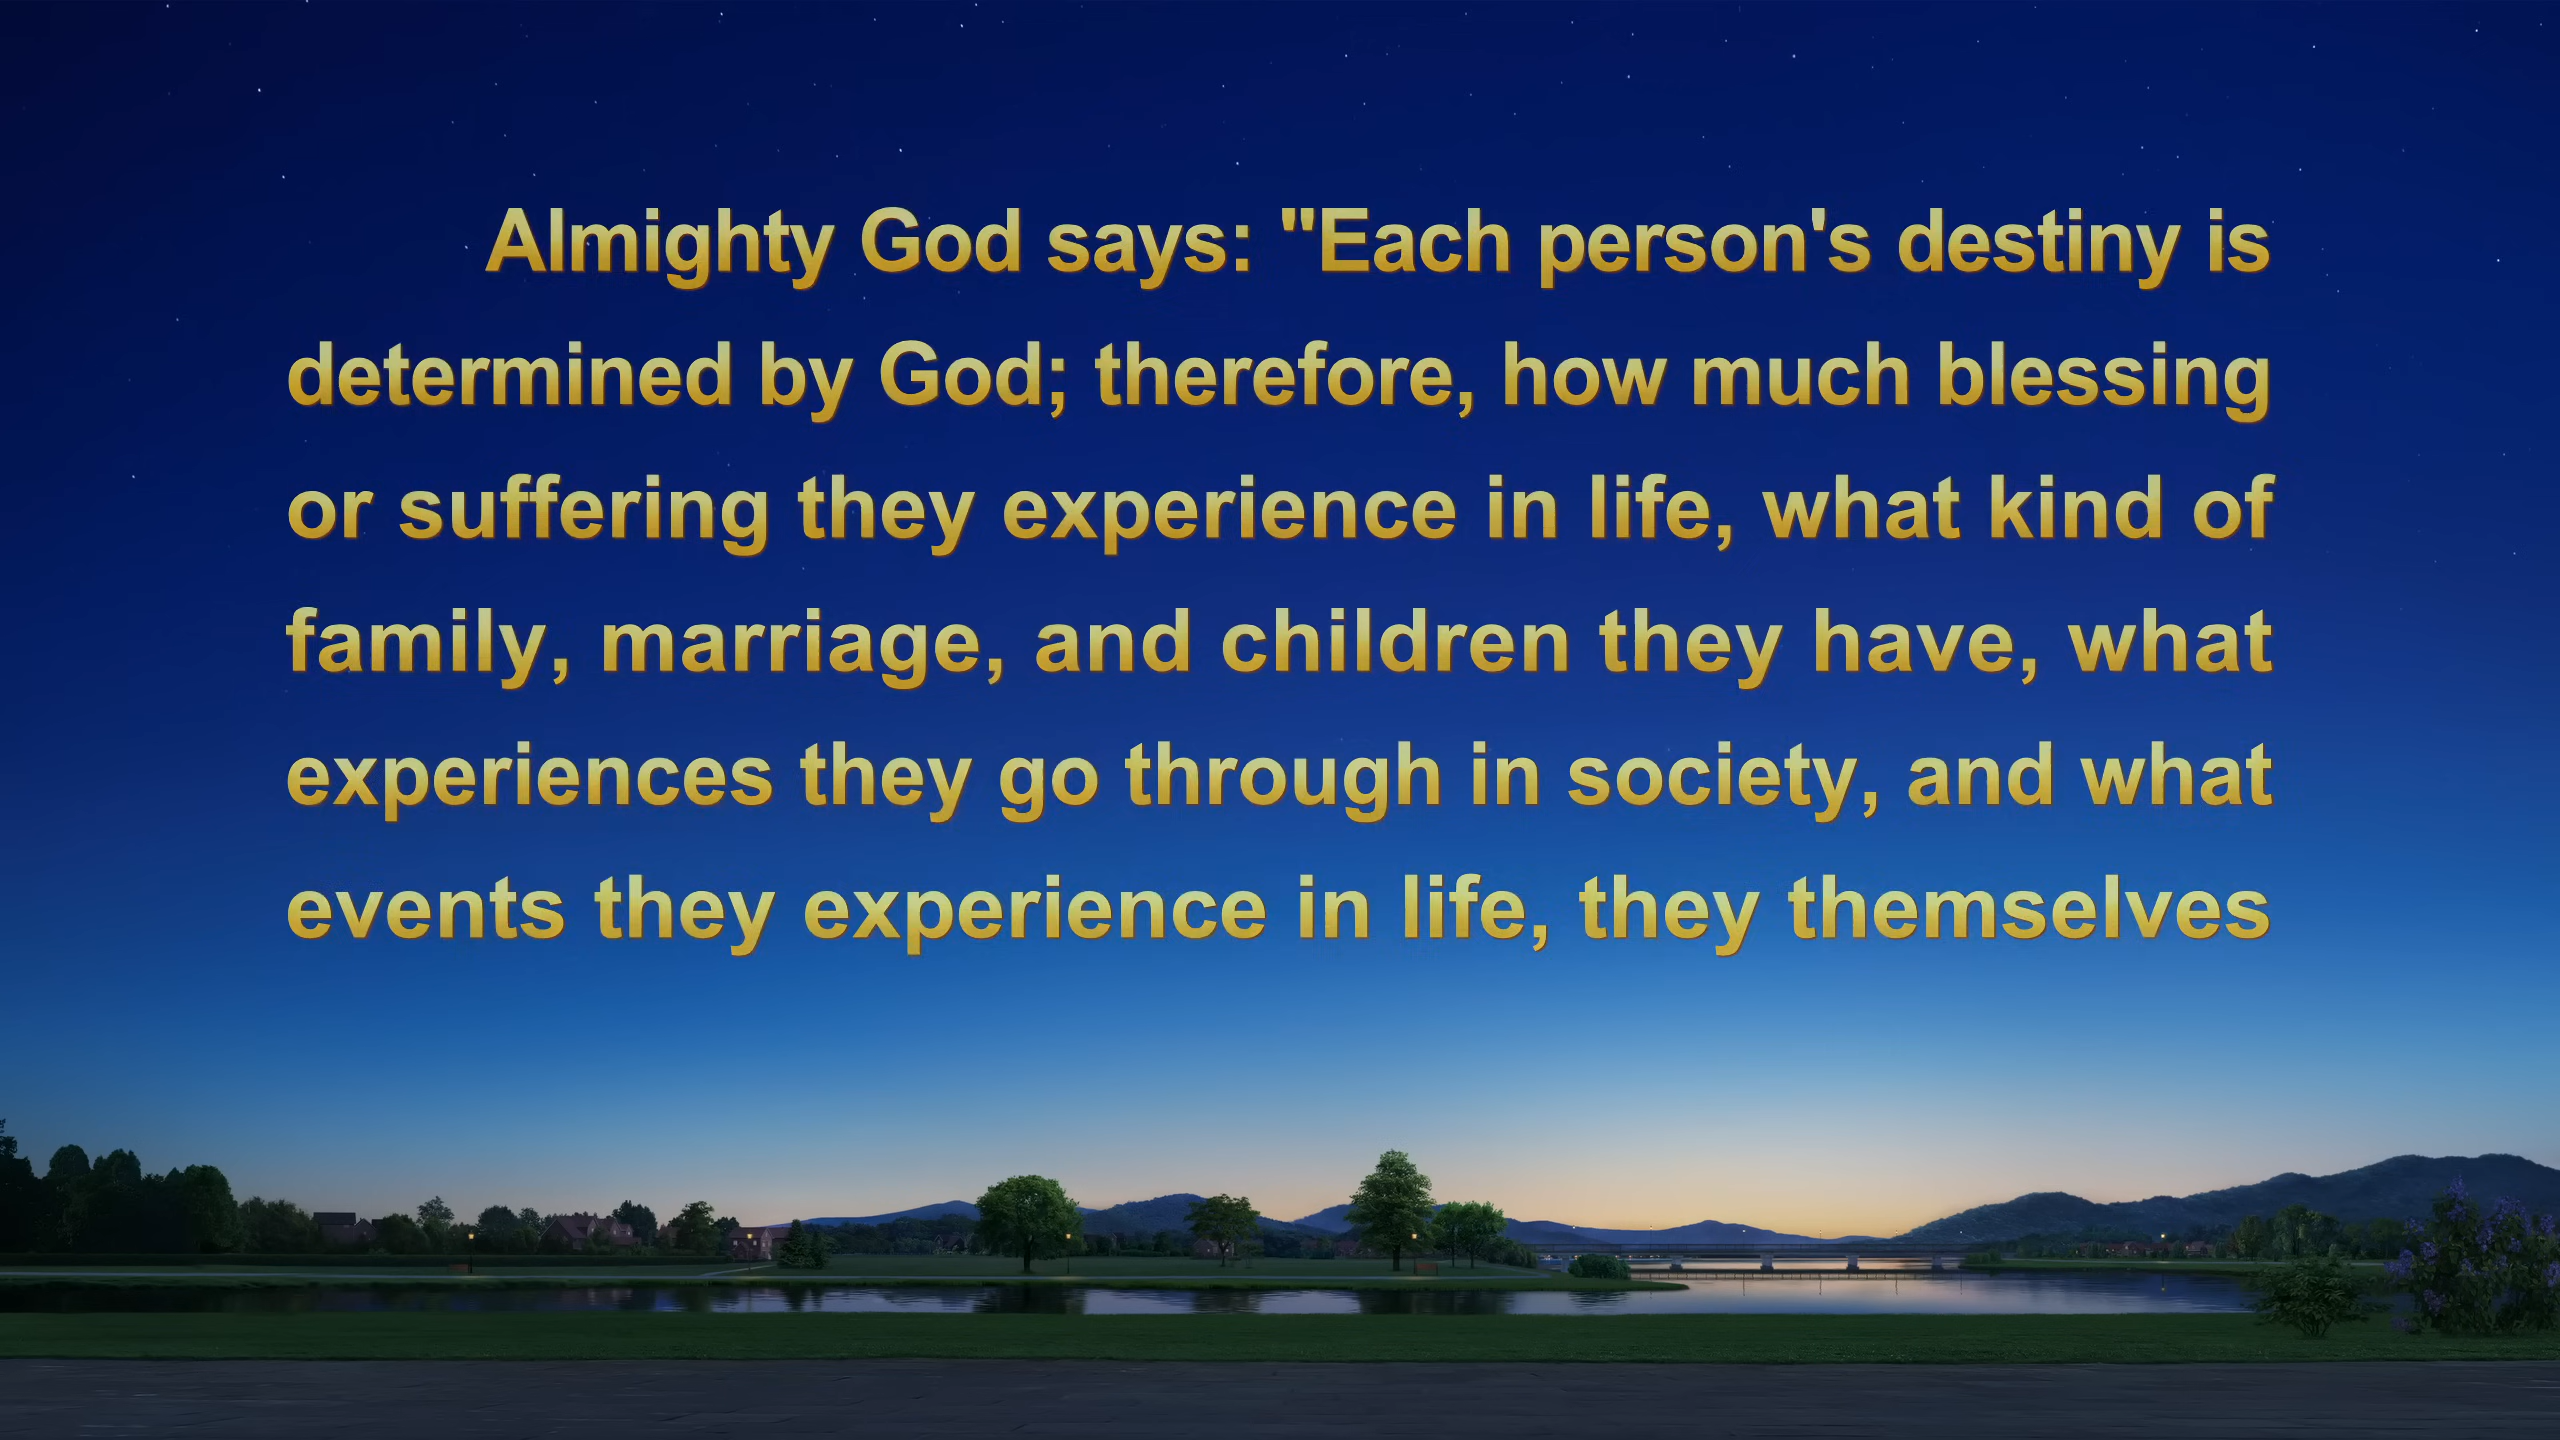 Almighty God says: "Each person's destiny is
determined by God; therefore, how much blessing
or suffering they experience in life, what kind of
family, marriage, and children they have, what
experiences they go through in society, and what
events they experience in life, they themselves